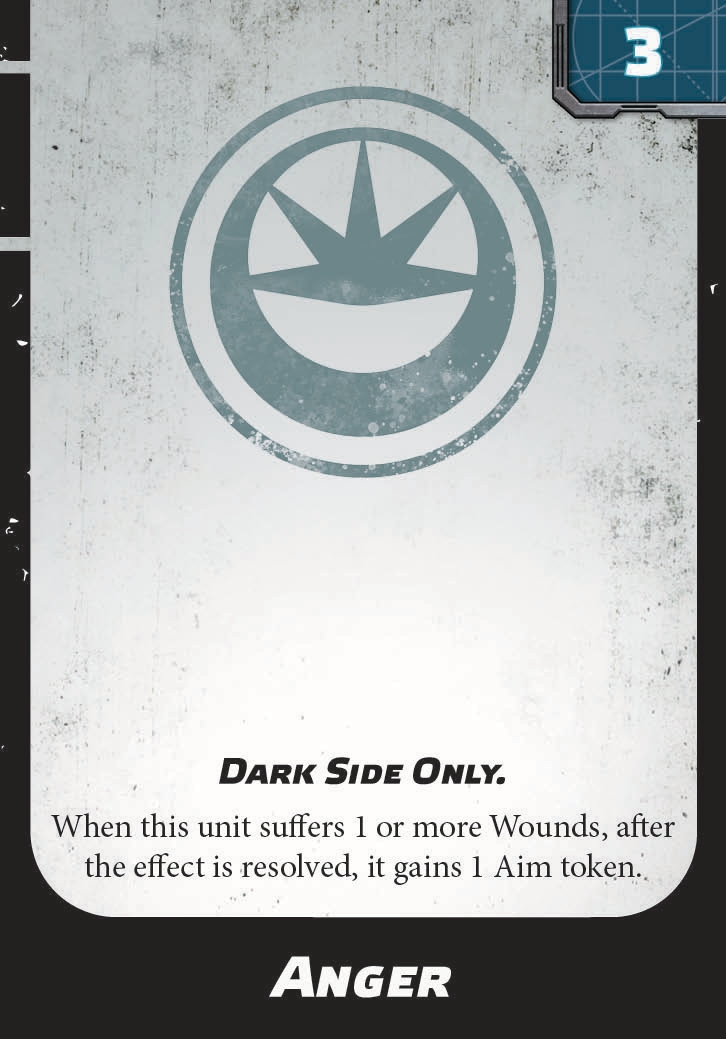 3
Dark Side Only.
When this unit suffers 1 or more Wounds, after
the effect is resolved, it gains 1 Aim token.
Anger